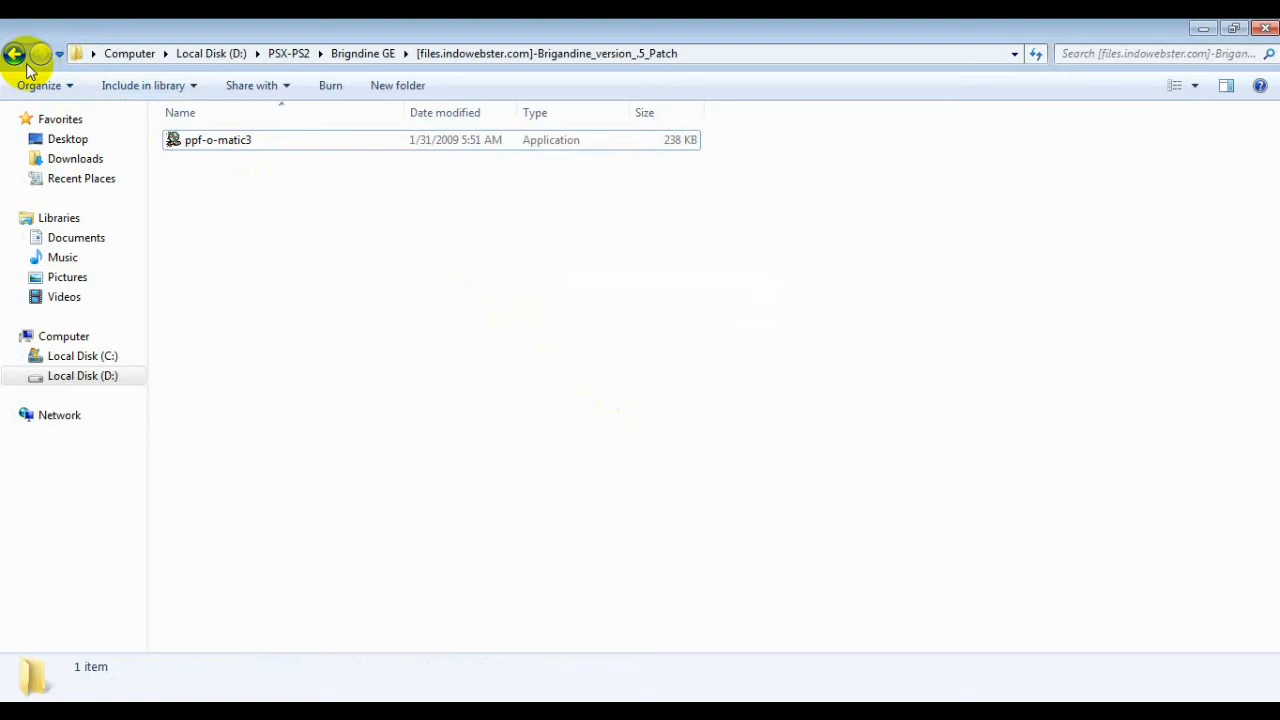 Computer Local Disk (D:) PSX-PS2 Brigndine GE [files.indowebster.com]-Brigandine_version_.5_Patch Search [files.indowebster.com]-Brigan...
Organize Include in library Share with Burn New folder
Name Date modified Type Size
ppf-o-matic3 1/31/2009 5:51 AM Application 238 KB
Favorites
Desktop
Downloads
Recent Places
Libraries
Documents
Music
Pictures
Videos
Computer
Local Disk (C:)
Local Disk (D:)
Network
1 item